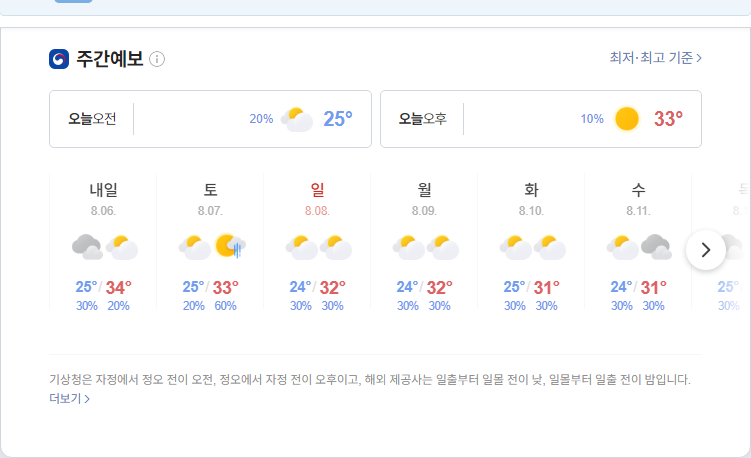 주간예보
최저·최고 기준
오늘오전 20% 25°
오늘오후 10% 33°
내일 토 일 월 화 수
8.06. 8.07. 8.08. 8.09. 8.10. 8.11.
25°/34° 25°/33° 24°/32° 24°/32° 25°/31° 24°/31° 25°
30% 20% 20% 60% 30% 30% 30% 30% 30% 30% 30% 30% 30%
기상청은 자정에서 정오 전이 오전, 정오에서 자정 전이 오후이고, 해외 제공사는 일출부터 일몰 전이 낮, 일몰부터 일출 전이 밤입니다.
더보기